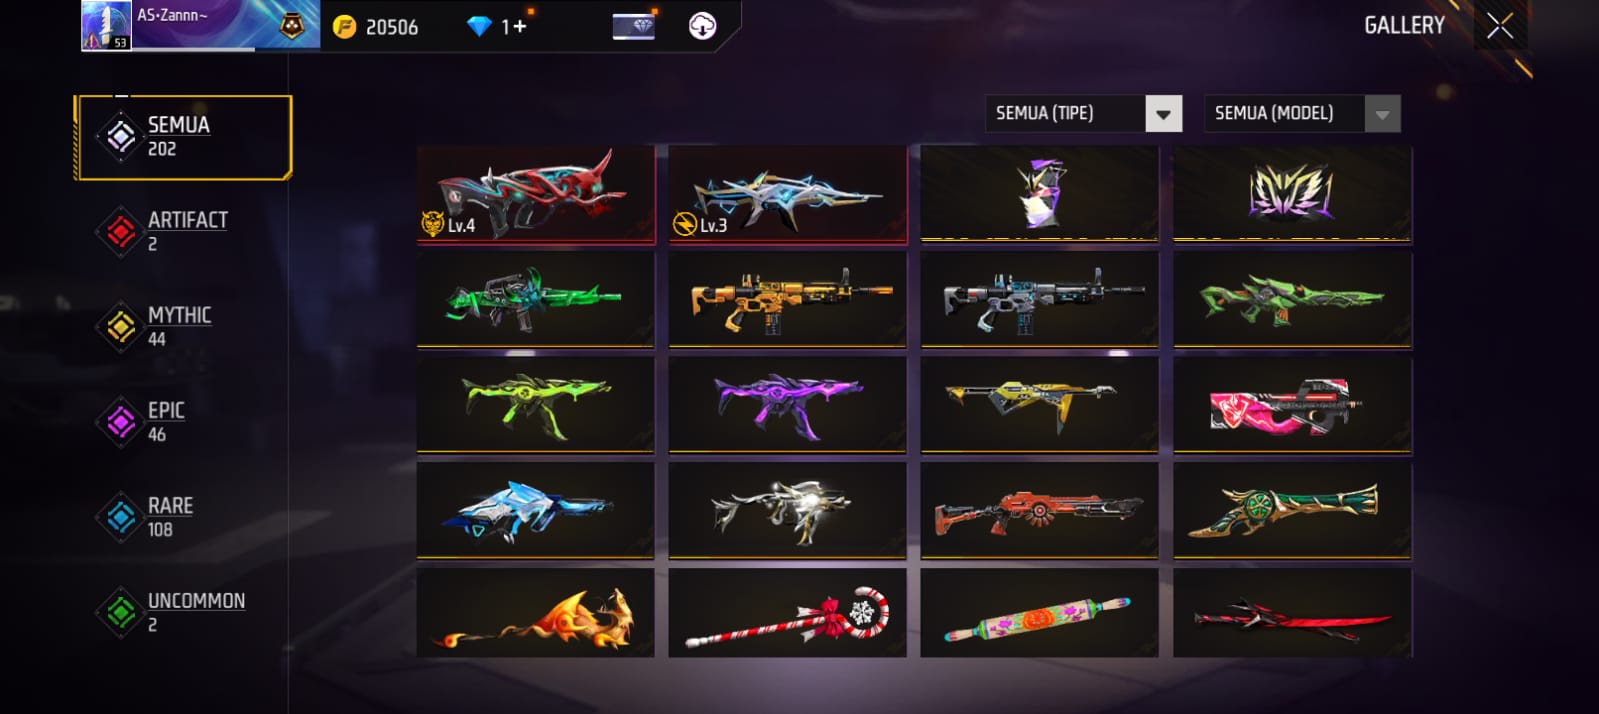 AS•Zannn~
53
20506
1+
GALLERY
SEMUA
202
ARTIFACT
2
MYTHIC
44
EPIC
46
RARE
108
UNCOMMON
2
SEMUA (TIPE)
SEMUA (MODEL)
Lv.4
Lv.3